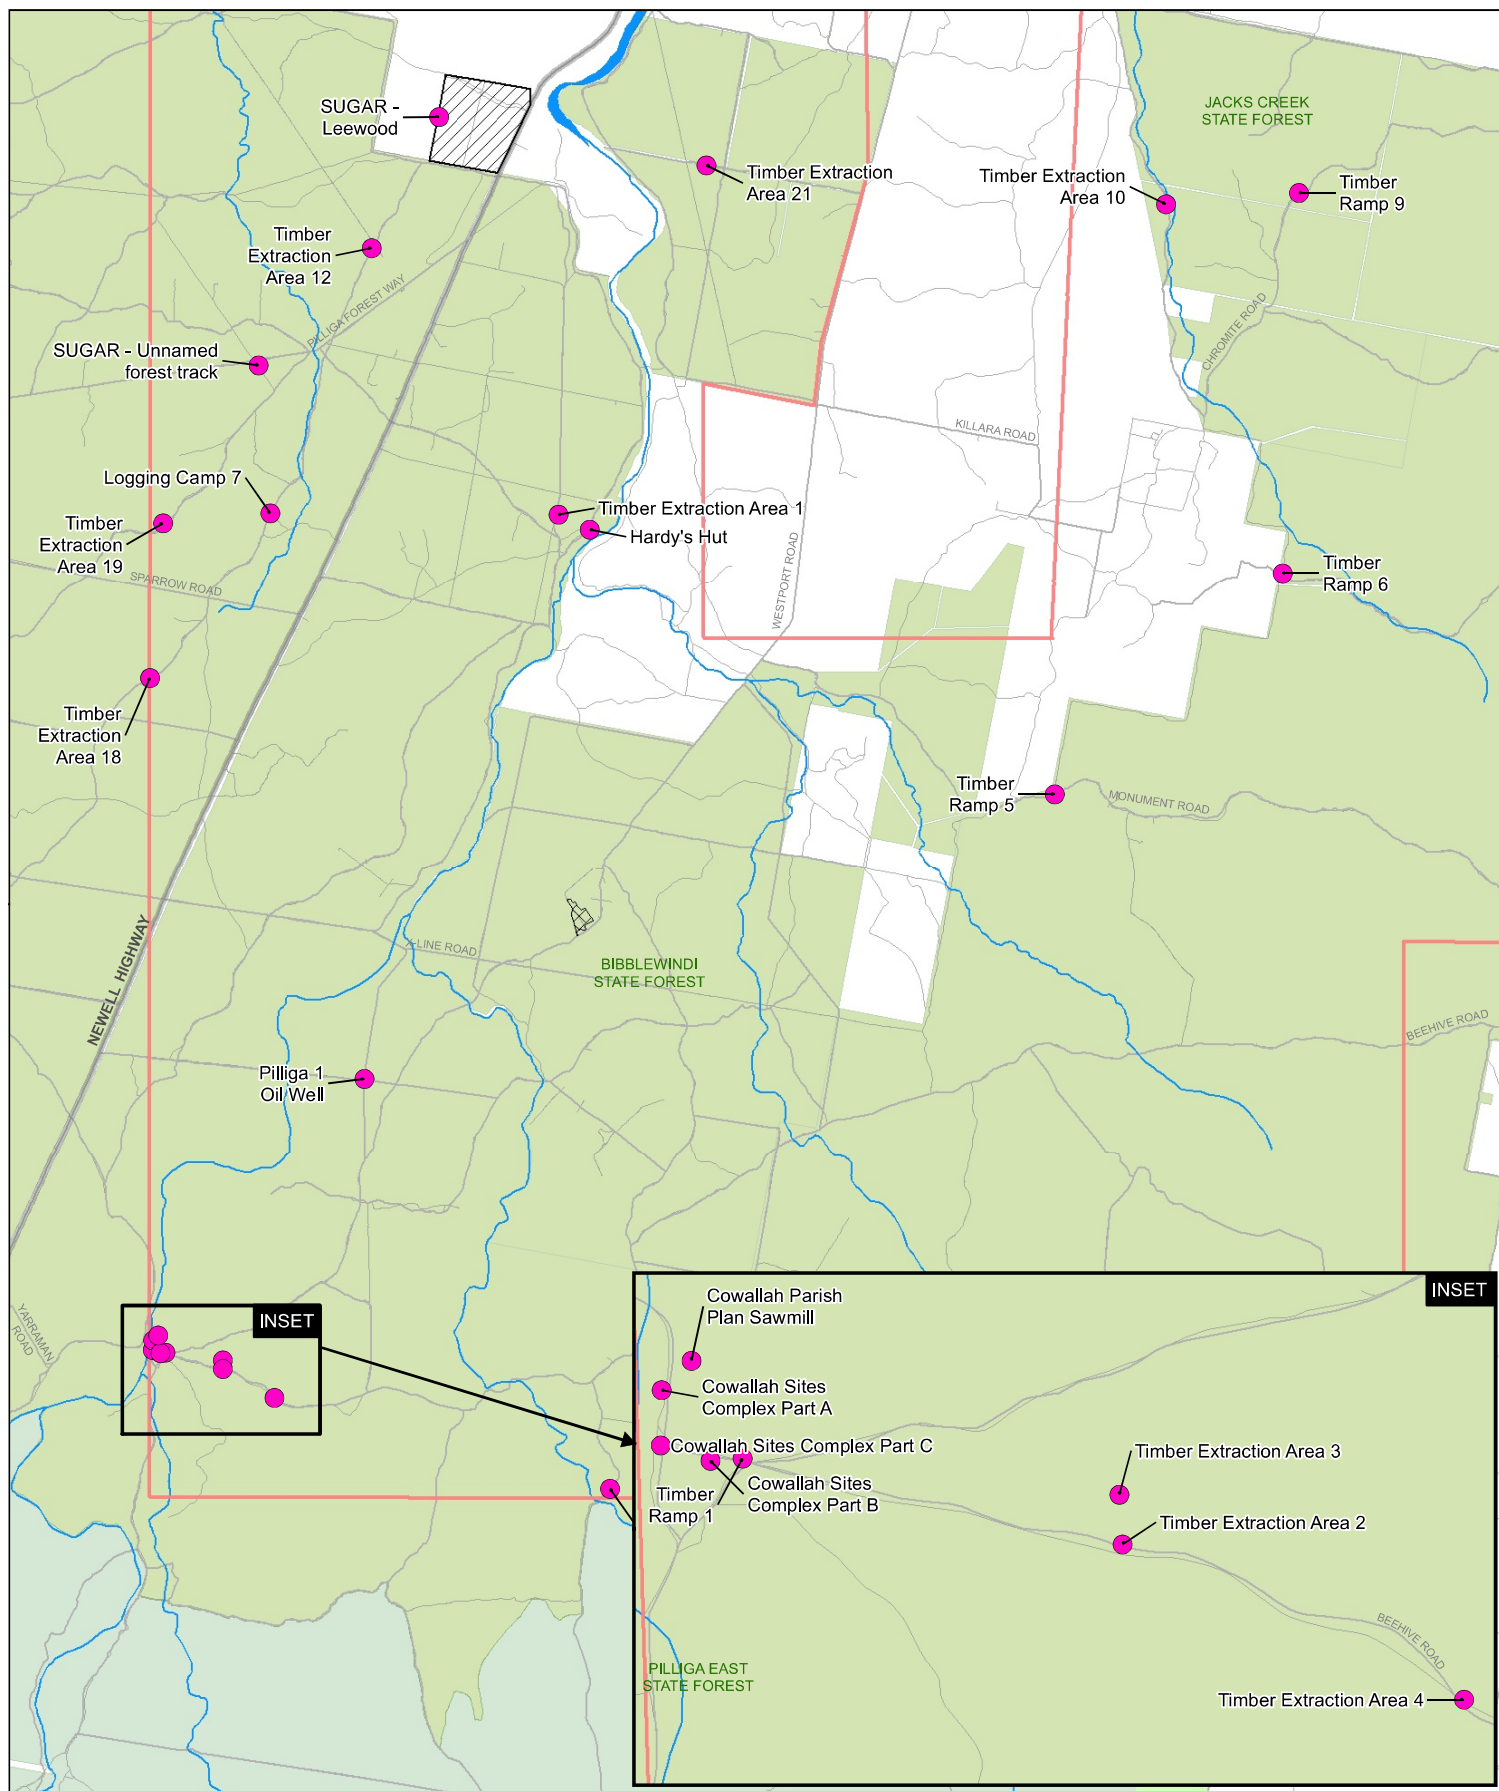 JACKS CREEK
STATE FOREST
SUGAR -
Leewood
Timber Extraction
Area 21
Timber Extraction
Area 10
Timber
Ramp 9
Timber
Extraction
Area 12
PILLIGA FOREST WAY
SUGAR - Unnamed
forest track
CHROMITE ROAD
KILLARA ROAD
Logging Camp 7
Timber
Extraction
Area 19
Timber Extraction Area 1
Hardy's Hut
WESTPORT ROAD
SPARROW ROAD
Timber
Ramp 6
Timber
Extraction
Area 18
Timber
Ramp 5
MONUMENT ROAD
NEWELL HIGHWAY
X-LINE ROAD
BIBBLEWINDI
STATE FOREST
BEEHIVE ROAD
Pilliga 1
Oil Well
YARRAMAN
ROAD
INSET
INSET
Cowallah Parish
Plan Sawmill
Cowallah Sites
Complex Part A
Cowallah Sites Complex Part C
Cowallah Sites
Complex Part B
Timber
Ramp 1
Timber Extraction Area 3
Timber Extraction Area 2
BEEHIVE ROAD
PILLIGA EAST
STATE FOREST
Timber Extraction Area 4